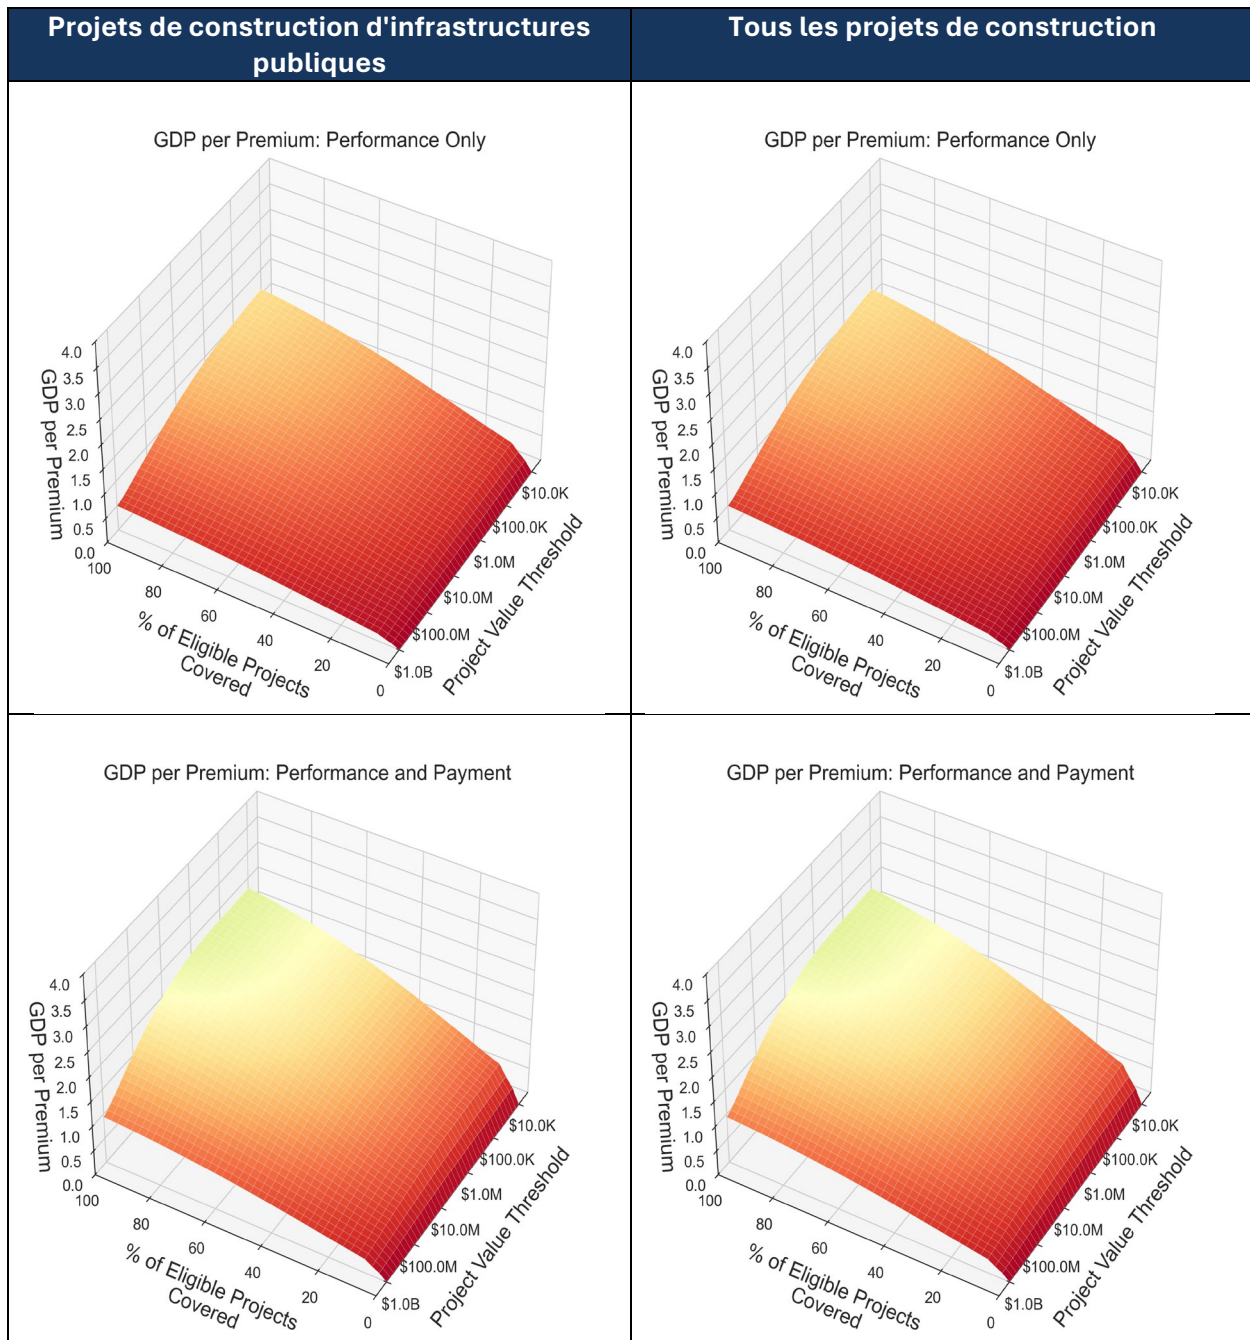 Projets de construction d'infrastructures
publiques
Tous les projets de construction
GDP per Premium: Performance Only
4.0
3.5
3.0
2.5
2.0
1.5
1.0
0.5
0.0
GDP per Premium
100
80
60
40
20
0
% of Eligible Projects
Covered
$10.0K
$100.0K
$1.0M
$10.0M
$100.0M
$1.0B
Project Value Threshold
GDP per Premium: Performance Only
4.0
3.5
3.0
2.5
2.0
1.5
1.0
0.5
0.0
GDP per Premium
100
80
60
40
20
0
% of Eligible Projects
Covered
$10.0K
$100.0K
$1.0M
$10.0M
$100.0M
$1.0B
Project Value Threshold
GDP per Premium: Performance and Payment
4.0
3.5
3.0
2.5
2.0
1.5
1.0
0.5
0.0
GDP per Premium
100
80
60
40
20
0
% of Eligible Projects
Covered
$10.0K
$100.0K
$1.0M
$10.0M
$100.0M
$1.0B
Project Value Threshold
GDP per Premium: Performance and Payment
4.0
3.5
3.0
2.5
2.0
1.5
1.0
0.5
0.0
GDP per Premium
100
80
60
40
20
0
% of Eligible Projects
Covered
$10.0K
$100.0K
$1.0M
$10.0M
$100.0M
$1.0B
Project Value Threshold